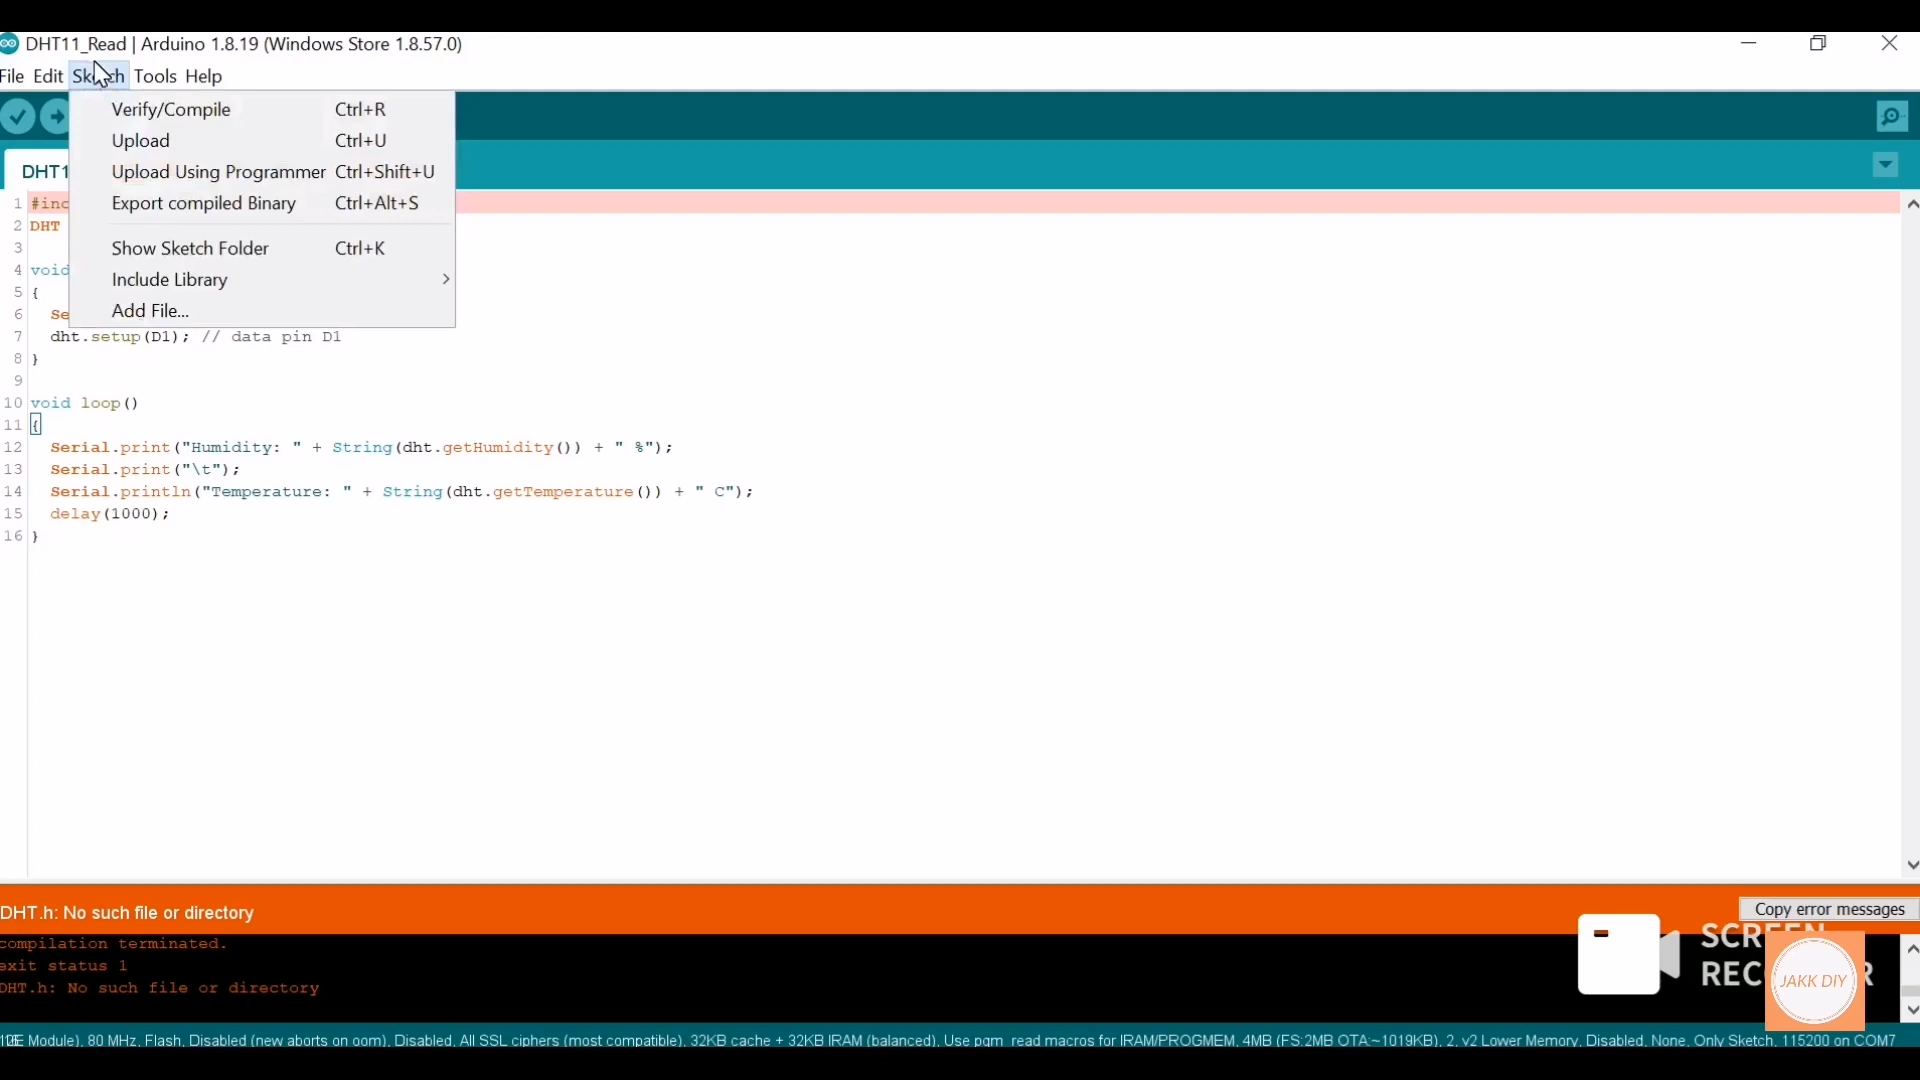 DHT11_Read | Arduino 1.8.19 (Windows Store 1.8.57.0)
File Edit Sketch Tools Help
Verify/Compile Ctrl+R
Upload Ctrl+U
Upload Using Programmer Ctrl+Shift+U
Export compiled Binary Ctrl+Alt+S
Show Sketch Folder Ctrl+K
Include Library
Add File...
DHT1
1 #inc
2 DHT
3
4 void
5 {
6 Se
7 dht.setup(D1); // data pin D1
8 }
9
10 void loop()
11 {
12 Serial.print("Humidity: " + String(dht.getHumidity()) + " %");
13 Serial.print("\t");
14 Serial.println("Temperature: " + String(dht.getTemperature()) + " C");
15 delay(1000);
16 }
DHT.h: No such file or directory
Copy error messages
compilation terminated.
exit status 1
DHT.h: No such file or directory
SCREEN
REC R
JAKK DIY
Module), 80 MHz, Flash, Disabled (new aborts on oom), Disabled, All SSL ciphers (most compatible), 32KB cache + 32KB IRAM (balanced), Use pgm_read macros for IRAM/PROGMEM, 4MB (FS:2MB OTA:~1019KB), 2, v2 Lower Memory, Disabled, None, Only Sketch, 115200 on COM7